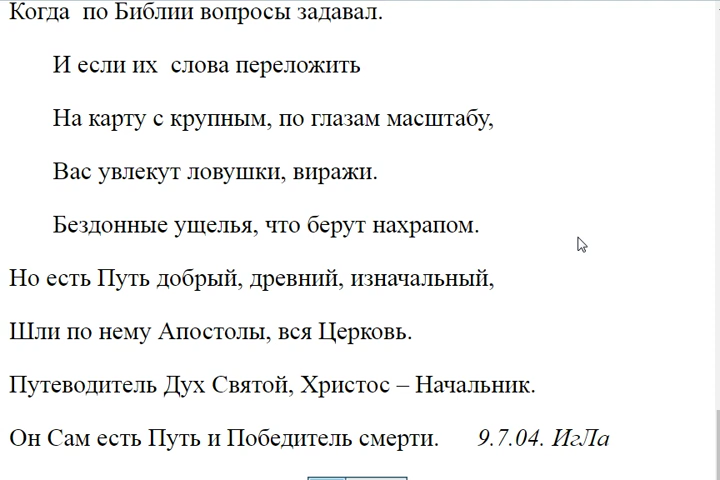 Когда по Библии вопросы задавал.
И если их слова переложить
На карту с крупным, по глазам масштабу,
Вас увлекут ловушки, виражи.
Бездонные ущелья, что берут нахрапом.
Но есть Путь добрый, древний, изначальный,
Шли по нему Апостолы, вся Церковь.
Путеводитель Дух Святой, Христос – Начальник.
Он Сам есть Путь и Победитель смерти. 9.7.04. ИгЛа